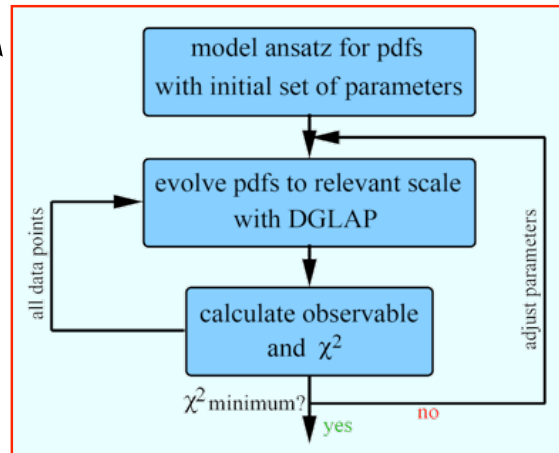 model ansatz for pdfs
with initial set of parameters
evolve pdfs to relevant scale
with DGLAP
all data points
adjust parameters
calculate observable
and χ²
χ² minimum?
no
yes